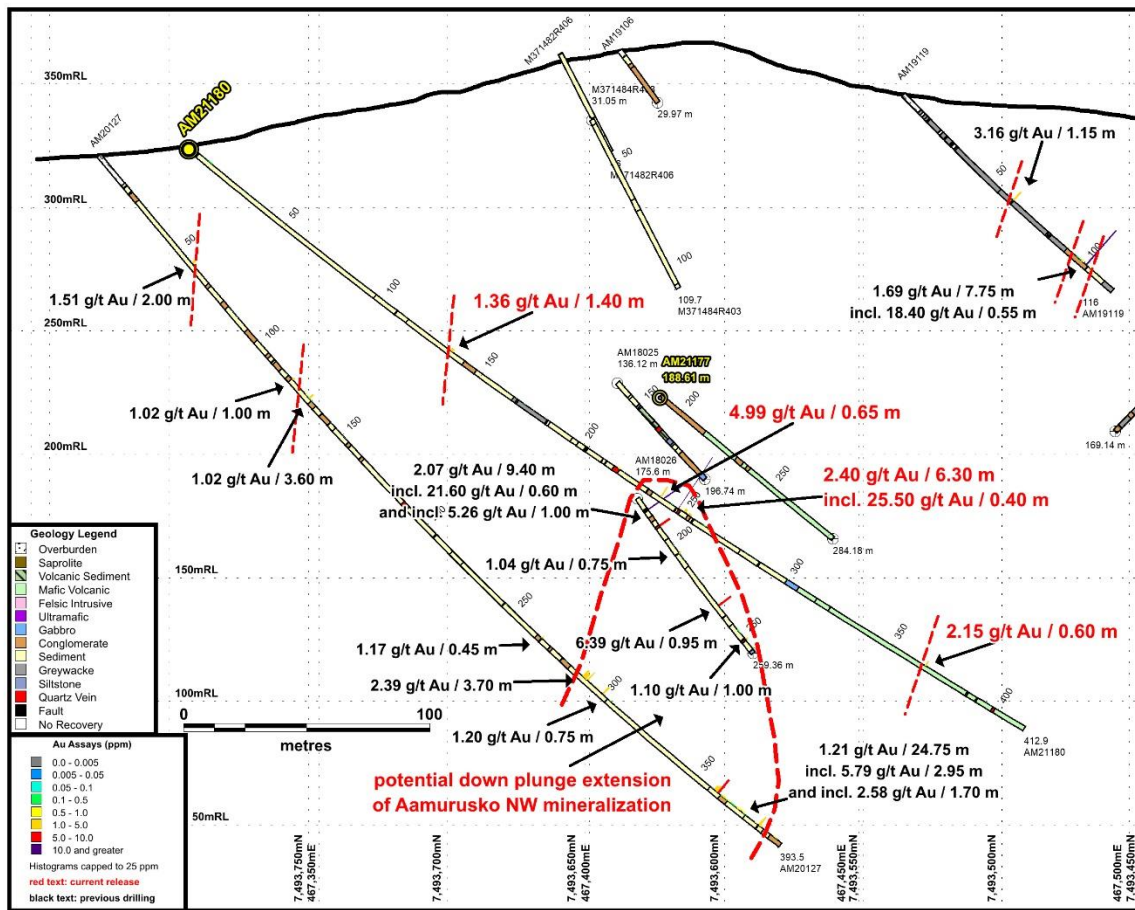 M371482R406
AM19106
AM19119
350mRL
AM21180
M371484R403
31.05 m
AM20127
29.97 m
3.16 g/t Au / 1.15 m
50
50
M371482R406
300mRL
50
50
100
100
1.51 g/t Au / 2.00 m
1.36 g/t Au / 1.40 m
109.7
M371484R403
1.69 g/t Au / 7.75 m
incl. 18.40 g/t Au / 0.55 m
116
AM19119
100
250mRL
100
150
AM18025
136.12 m
AM21177
188.61 m
150
200
1.02 g/t Au / 1.00 m
4.99 g/t Au / 0.65 m
150
200
200mRL
1.02 g/t Au / 3.60 m
2.07 g/t Au / 9.40 m
incl. 21.60 g/t Au / 0.60 m
and incl. 5.26 g/t Au / 1.00 m
AM18026
175.6 m
196.74 m
250
2.40 g/t Au / 6.30 m
incl. 25.50 g/t Au / 0.40 m
169.14 m
250
200
284.18 m
Geology Legend
Overburden
Saprolite
Volcanic Sediment
Mafic Volcanic
Felsic Intrusive
Ultramafic
Gabbro
Conglomerate
Sediment
Greywacke
Siltstone
Quartz Vein
Fault
No Recovery
1.04 g/t Au / 0.75 m
300
150mRL
250
250
350
1.17 g/t Au / 0.45 m
6.39 g/t Au / 0.95 m
259.36 m
2.15 g/t Au / 0.60 m
2.39 g/t Au / 3.70 m
1.10 g/t Au / 1.00 m
300
100mRL
400
0
100
metres
1.20 g/t Au / 0.75 m
412.9
AM21180
Au Assays (ppm)
0.0 - 0.005
0.005 - 0.05
0.05 - 0.1
0.1 - 0.5
0.5 - 1.0
1.0 - 5.0
5.0 - 10.0
10.0 and greater
Histograms capped to 25 ppm
red text: current release
black text: previous drilling
350
potential down plunge extension
of Aamurusko NW mineralization
1.21 g/t Au / 24.75 m
incl. 5.79 g/t Au / 2.95 m
and incl. 2.58 g/t Au / 1.70 m
50mRL
393.5
AM20127
7,493,750mN
467,350mE
7,493,700mN
7,493,650mN
467,400mE
7,493,600mN
467,450mE
7,493,550mN
7,493,500mN
467,500mE
7,493,450mN